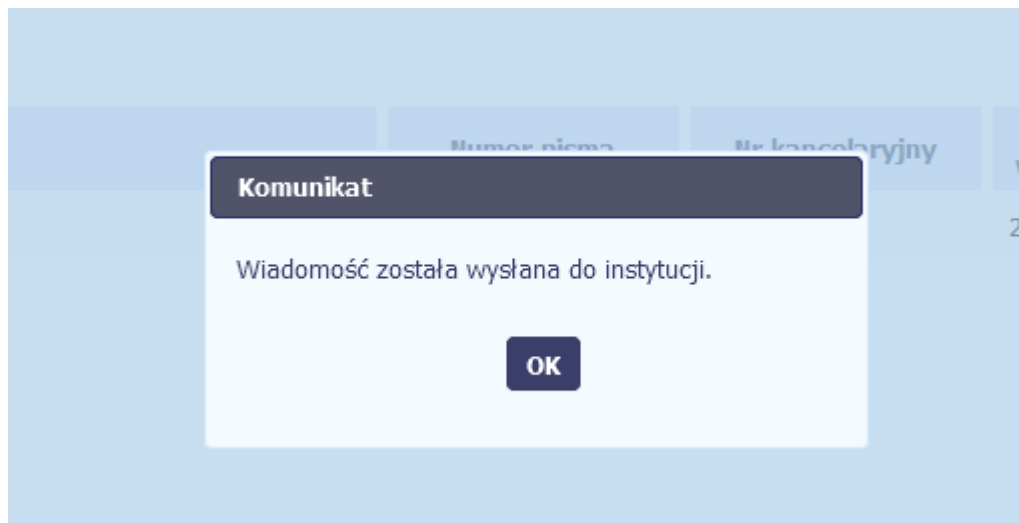 Numer pisma
Nr kancelaryjny
Komunikat
Wiadomość została wysłana do instytucji.
OK